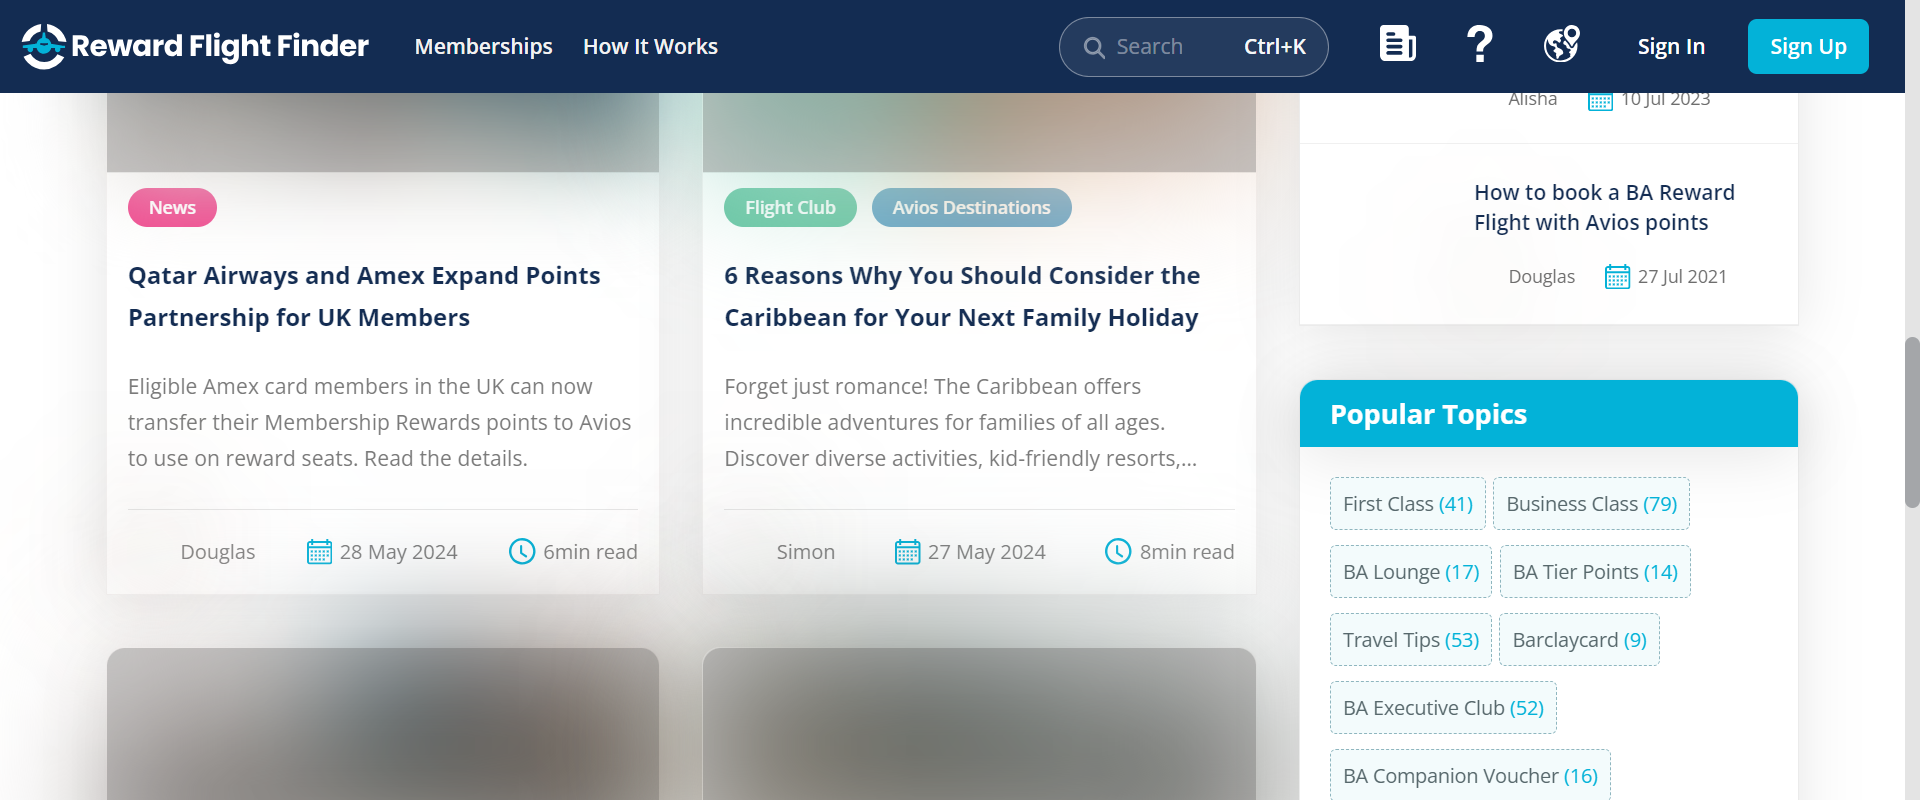 Reward Flight Finder
Memberships
How It Works
Search
Ctrl+K
?
Sign In
Sign Up
News
Qatar Airways and Amex Expand Points
Partnership for UK Members
Eligible Amex card members in the UK can now
transfer their Membership Rewards points to Avios
to use on reward seats. Read the details.
Douglas
28 May 2024
6min read
Flight Club
Avios Destinations
6 Reasons Why You Should Consider the
Caribbean for Your Next Family Holiday
Forget just romance! The Caribbean offers
incredible adventures for families of all ages.
Discover diverse activities, kid-friendly resorts,...
Simon
27 May 2024
8min read
Alisha
10 Jul 2023
How to book a BA Reward
Flight with Avios points
Douglas
27 Jul 2021
Popular Topics
First Class (41)
Business Class (79)
BA Lounge (17)
BA Tier Points (14)
Travel Tips (53)
Barclaycard (9)
BA Executive Club (52)
BA Companion Voucher (16)